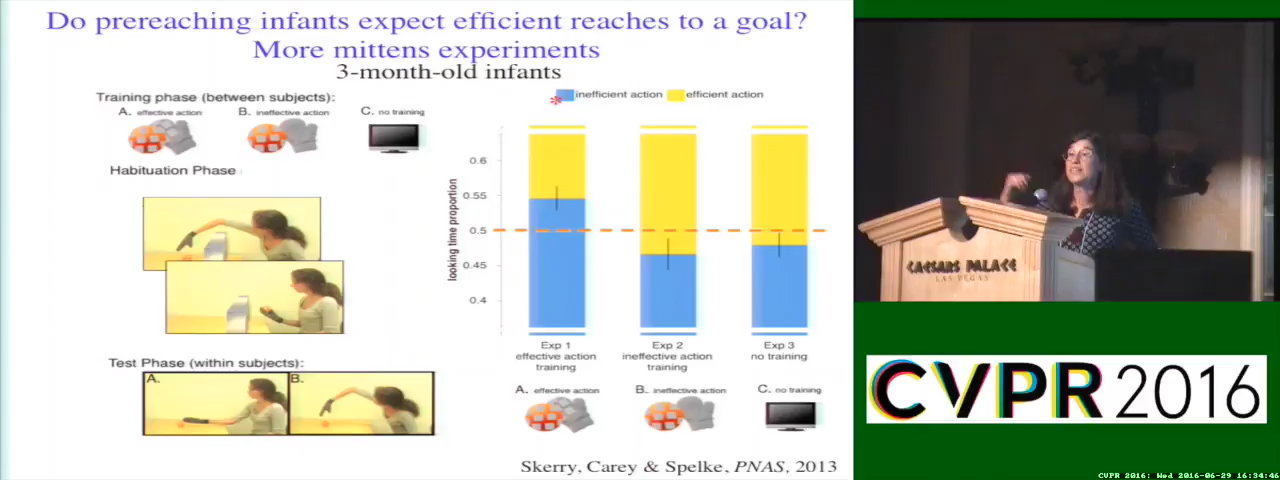 Do prereaching infants expect efficient reaches to a goal?
More mittens experiments
3-month-old infants
Training phase (between subjects):
A. effective action
B. ineffective action
C. no training
Habituation Phase
Test Phase (within subjects):
A.
B.
* inefficient action
efficient action
looking time proportion
0.6
0.55
0.5
0.45
0.4
Exp 1
effective action
training
Exp 2
ineffective action
training
Exp 3
no training
A. effective action
B. ineffective action
C. no training
Skerry, Carey & Spelke, PNAS, 2013
CAESARS PALACE
LAS VEGAS
CVPR 2016
CVPR 2016: Wed 2016-06-29 16:34:46